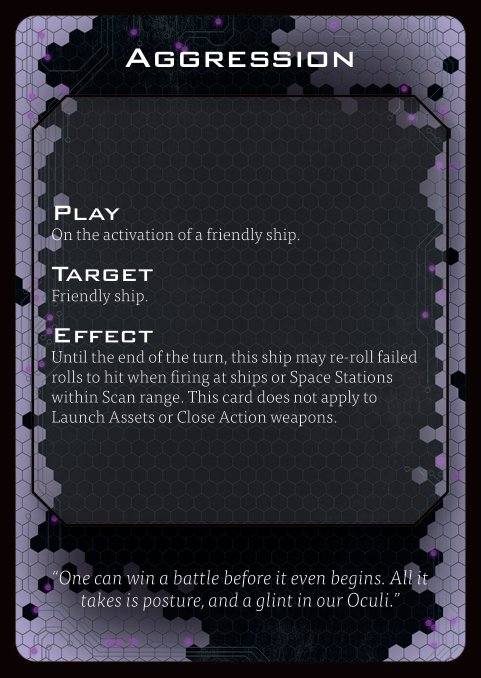 Aggression
Play
On the activation of a friendly ship.
Target
Friendly ship.
Effect
Until the end of the turn, this ship may re-roll failed
rolls to hit when firing at ships or Space Stations
within Scan range. This card does not apply to
Launch Assets or Close Action weapons.
“One can win a battle before it even begins. All it
takes is posture, and a glint in our Oculi.”